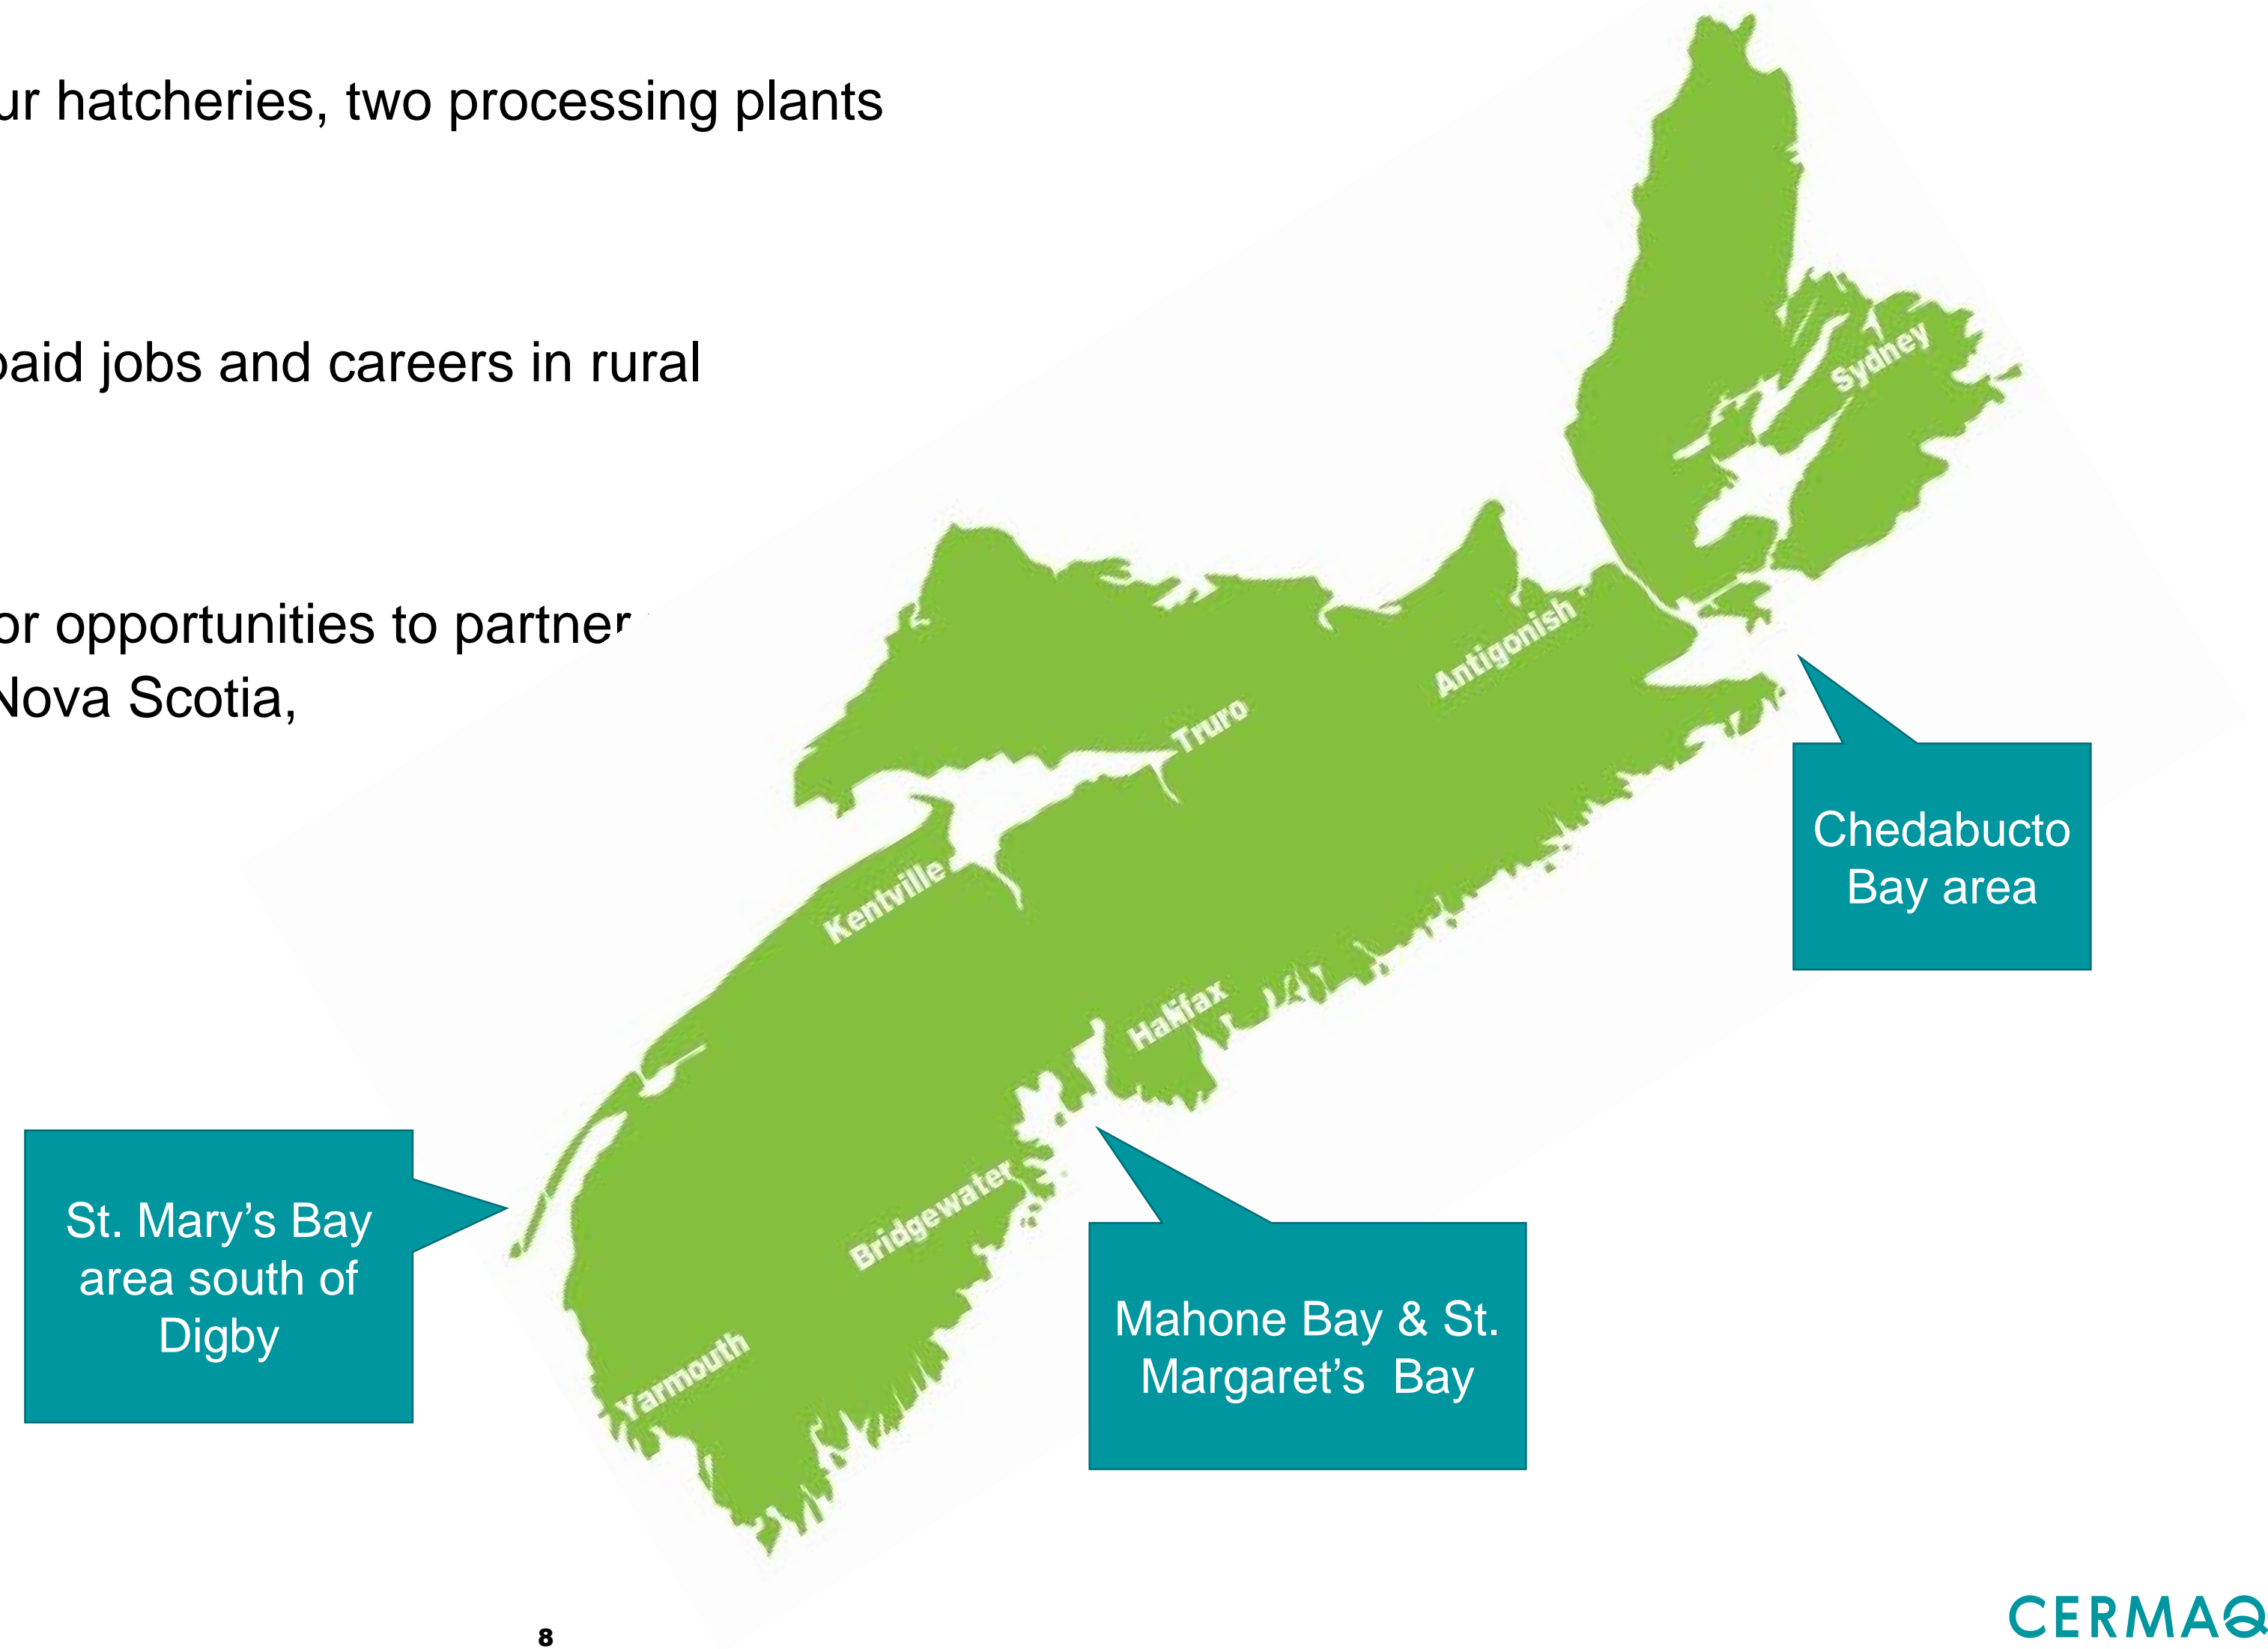 ur hatcheries, two processing plants
paid jobs and careers in rural
or opportunities to partner
Nova Scotia,
Sydney
Antigonish
Truro
Chedabucto
Bay area
Kentville
Halifax
St. Mary’s Bay
area south of
Digby
Bridgewater
Mahone Bay & St.
Margaret’s Bay
Yarmouth
8
CERMAQ